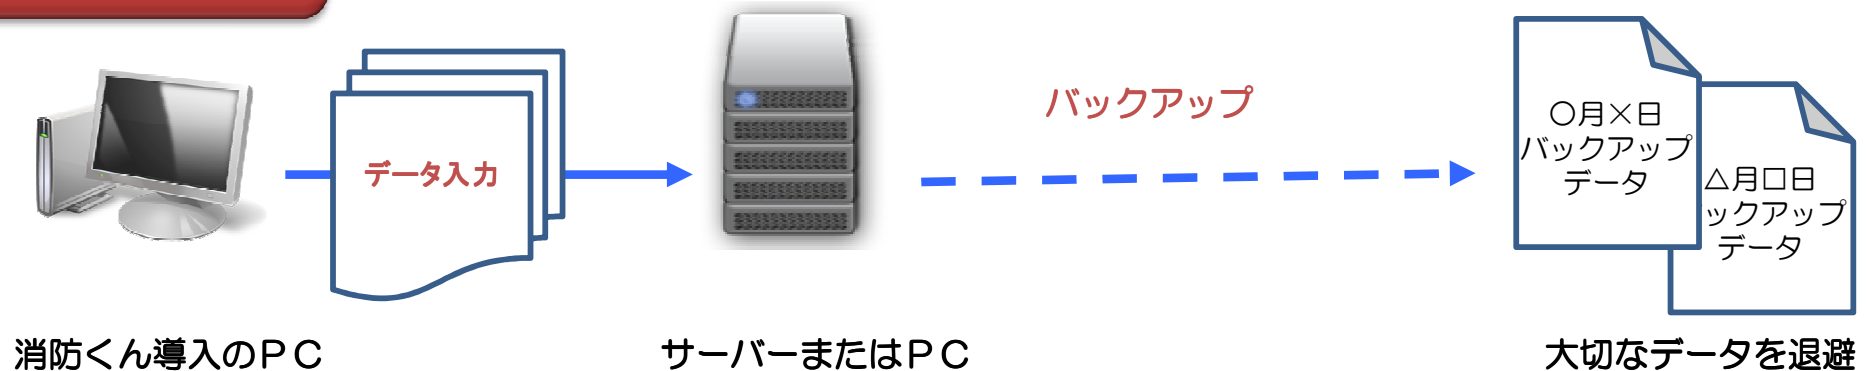 データ入力
バックアップ
〇月×日
バックアップ
データ
△月□日
ックアップ
データ
消防くん導入のＰＣ
サーバーまたはＰＣ
大切なデータを退避